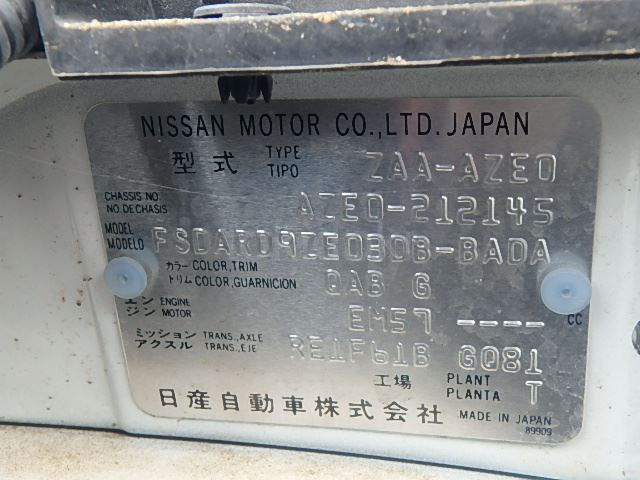 NISSAN MOTOR CO.,LTD. JAPAN
型式 TYPE TIPO ZAA-AZE0
CHASSIS NO. NO DE CHASIS AZE0-212145
MODEL MODELO FSDARD9ZE03DB-BADA
カラー COLOR,TRIM
トリム COLOR,GUARNICION QAB G
エンジン ENGINE MOTOR EM57 ---- CC
ミッション TRANS.,AXLE
アクスル TRANS.,EJE RE1F61B G081
工場 PLANT PLANTA T
日産自動車株式会社 MADE IN JAPAN
89909